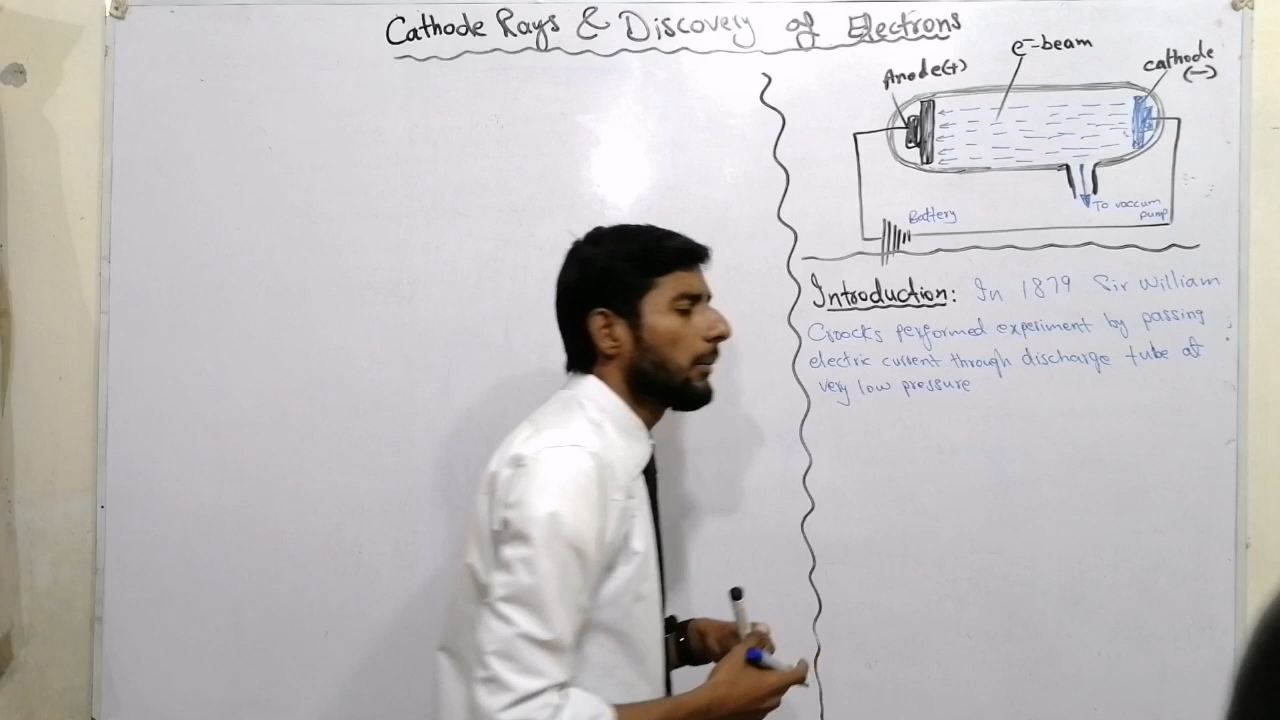 Cathode Rays & Discovery of Electrons
e⁻-beam
Anode(+)
cathode
(-)
To vaccum
pump
Battery
Introduction: In 1879 Sir William
Croocks performed experiment by passing
electric current through discharge tube at
very low pressure